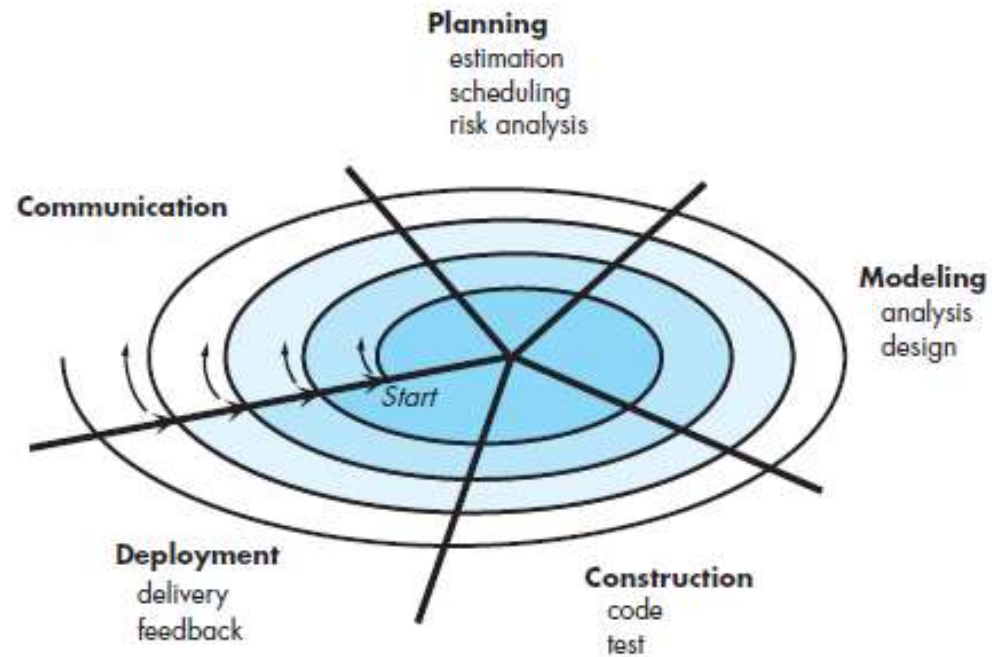 Planning
estimation
scheduling
risk analysis
Communication
Modeling
analysis
design
Start
Deployment
delivery
feedback
Construction
code
test